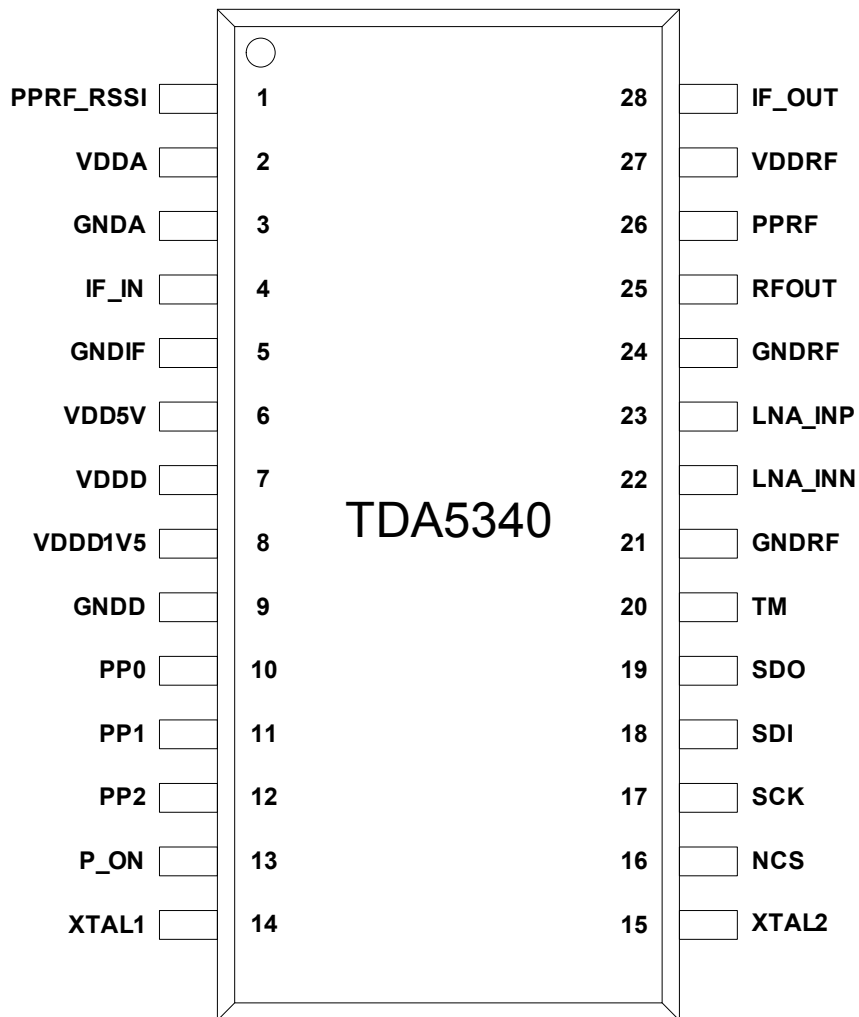 PPRF_RSSI 1 28 IF_OUT
VDDA 2 27 VDDRF
GNDA 3 26 PPRF
IF_IN 4 25 RFOUT
GNDIF 5 24 GNDRF
VDD5V 6 23 LNA_INP
VDDD 7 22 LNA_INN
TDA5340
VDDD1V5 8 21 GNDRF
GNDD 9 20 TM
PP0 10 19 SDO
PP1 11 18 SDI
PP2 12 17 SCK
P_ON 13 16 NCS
XTAL1 14 15 XTAL2